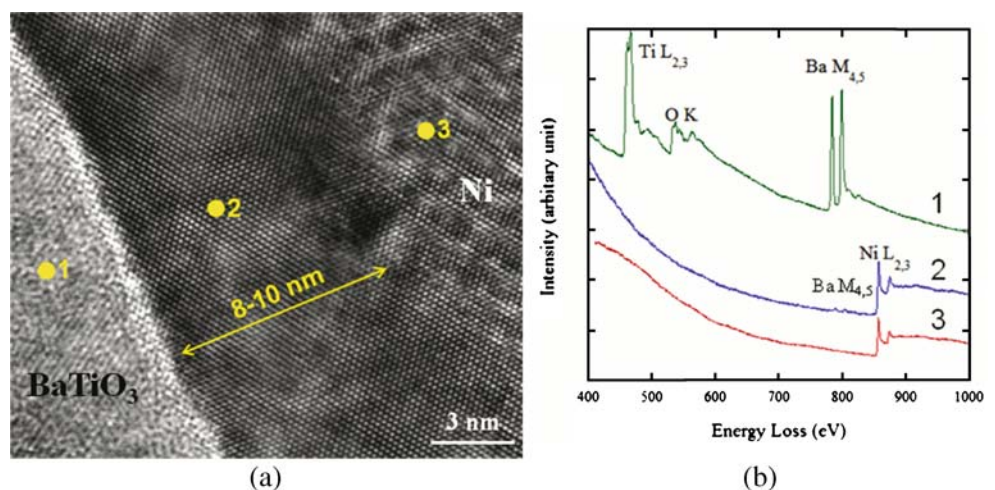 1
2
3
Ni
8-10 nm
BaTiO3
3 nm
(a)
Ti L2,3
O K
Ba M4,5
1
Ni L2,3
2
Ba M4,5
3
Intensity (arbitary unit)
400 500 600 700 800 900 1000
Energy Loss (eV)
(b)